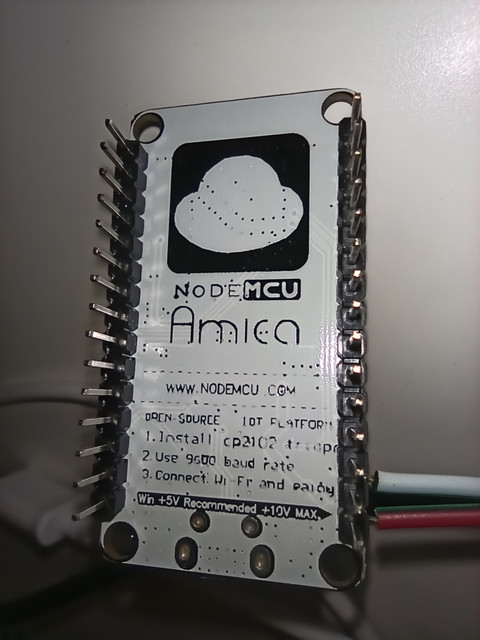 NODEMCU
Amica
WWW.NODEMCU.COM
OPEN-SOURCE IOT PLATFORM
1. Install cp2102
2. Use 9600 baud rate
3. Connect Wi-Fi and enjoy
Win +5V Recommended +10V MAX